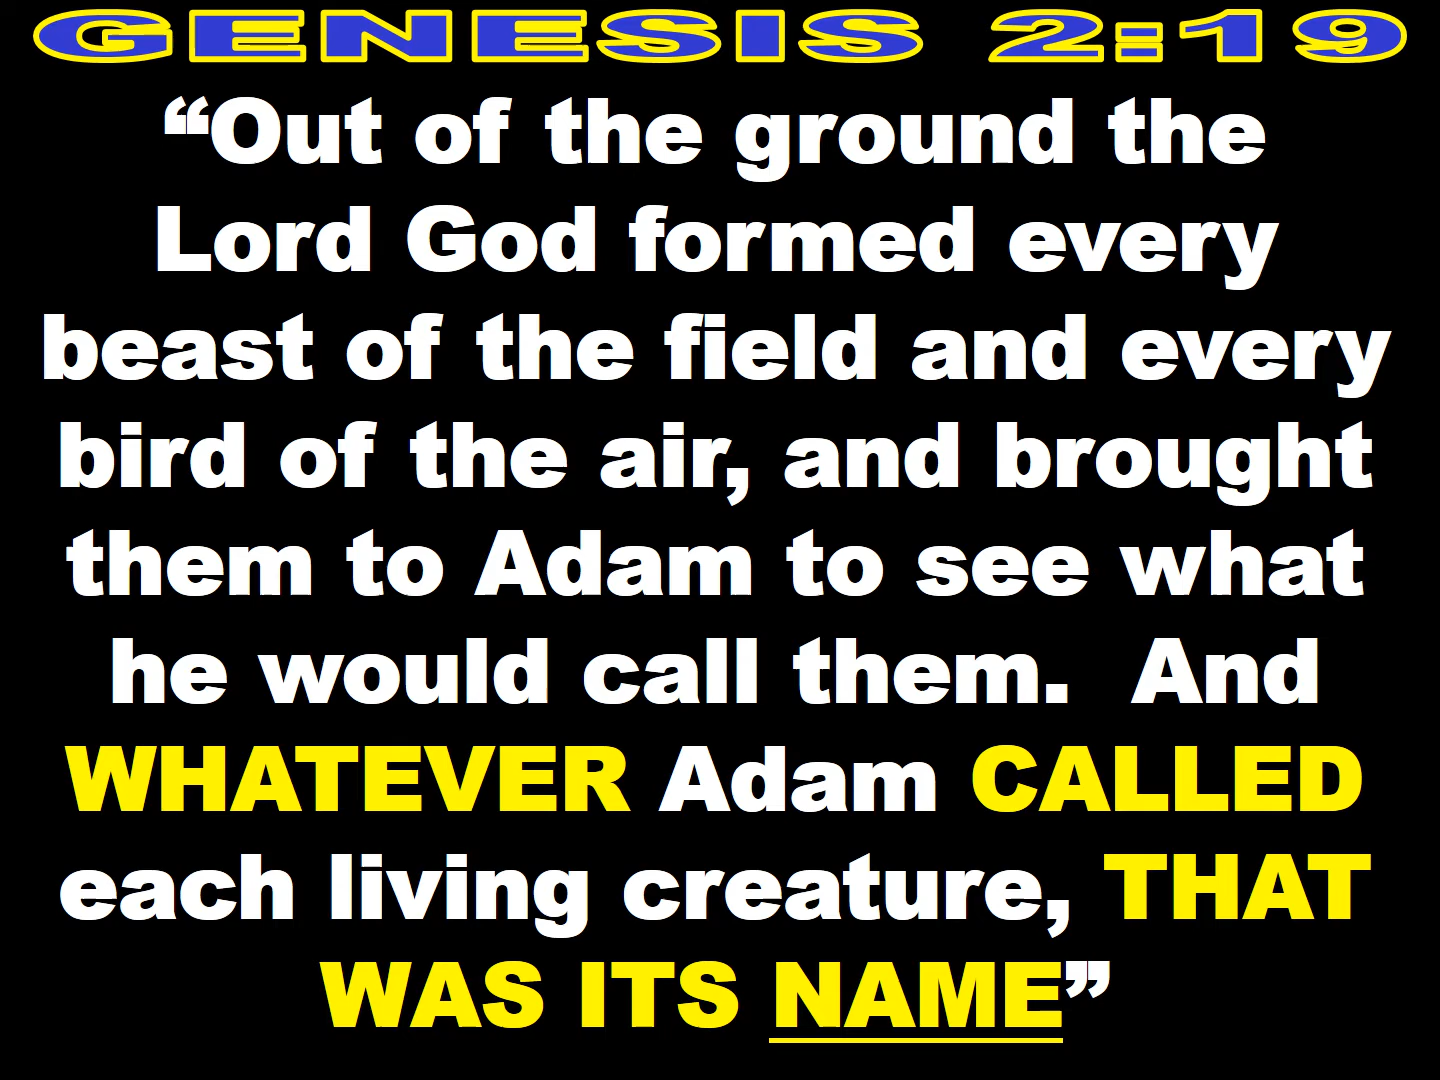 GENESIS 2:19
“Out of the ground the
Lord God formed every
beast of the field and every
bird of the air, and brought
them to Adam to see what
he would call them.  And
WHATEVER Adam CALLED
each living creature, THAT
WAS ITS NAME”